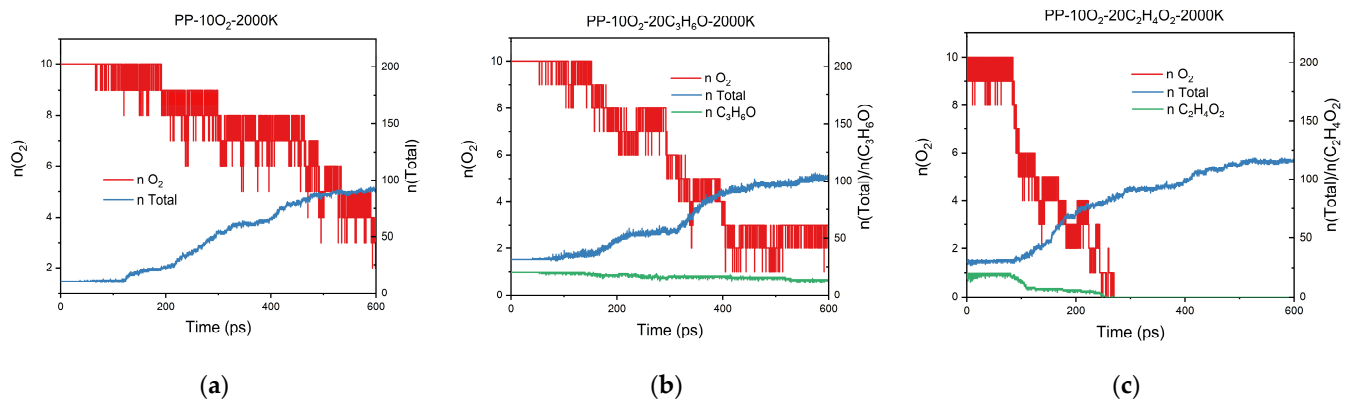 PP-10O₂-2000K
10
8
6
4
2
n(O₂)
n O₂
n Total
200
150
100
50
0
n(Total)
0
200
400
600
Time (ps)
(a)
PP-10O₂-20C₃H₆O-2000K
10
8
6
4
2
0
n(O₂)
n O₂
n Total
n C₃H₆O
200
150
100
50
0
n(Total)/n(C₃H₆O)
0
200
400
600
Time (ps)
(b)
PP-10O₂-20C₂H₄O₂-2000K
10
8
6
4
2
0
n(O₂)
n O₂
n Total
n C₂H₄O₂
200
150
100
50
0
n(Total)/n(C₂H₄O₂)
0
200
400
600
Time (ps)
(c)